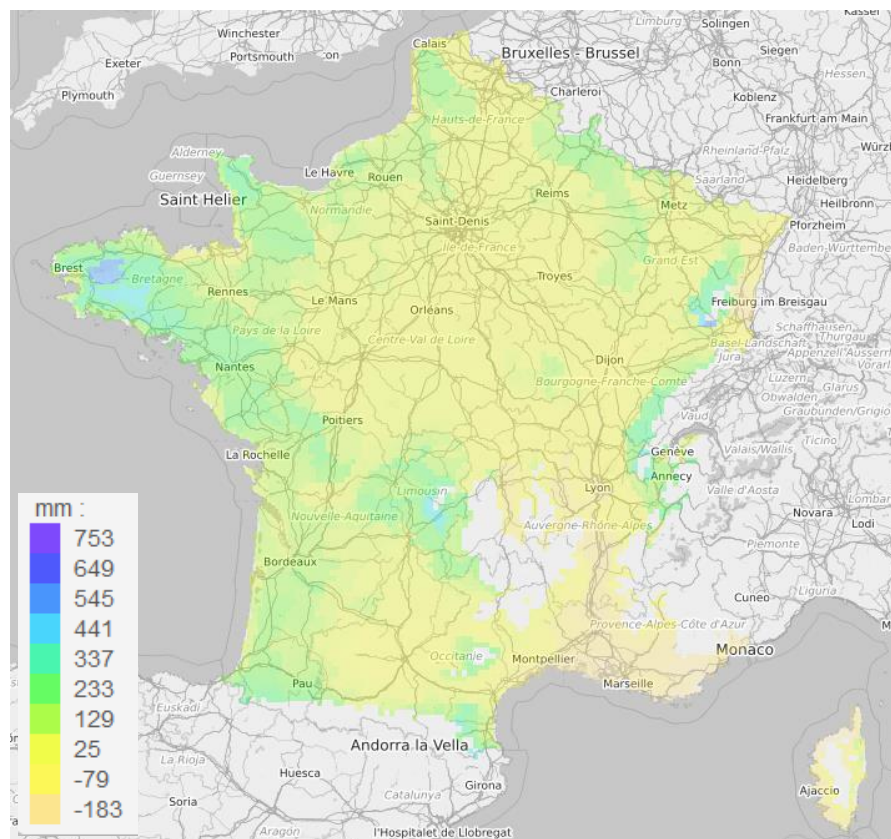 Kassel
Limburg
Solingen
Winchester
Calais
Bruxelles - Brussel
Siegen
Exeter
Portsmouth
Bonn
Hessen
Plymouth
Charleroi
Koblenz
Hauts-de-France
Frankfurt am Main
Alderney
Rheinland-Pfalz
Guernsey
Le Havre
Rouen
Saarland
Heidelberg
Saint Helier
Reims
Metz
Heilbronn
Normandie
Saint-Denis
Pforzheim
Île-de-France
Brest
Bretagne
Grand Est
Rennes
Troyes
Le Mans
Freiburg im Breisgau
Orléans
Pays de la Loire
Schaffhausen
Centre-Val de Loire
Basel-Landschaft
Thurgau
Nantes
Dijon
Jura
Bourgogne-Franche-Comté
Luzern
Glarus
Obwalden
Poitiers
Vaud
Graubünden/Grigio
La Rochelle
Genève
Valais/Wallis
Ticino
Limousin
Annecy
Lyon
Valle d'Aosta
mm :
Nouvelle-Aquitaine
Auvergne-Rhône-Alpes
Novara
Lodi
753
Piemonte
649
Bordeaux
545
Cuneo
Liguria
441
Provence-Alpes-Côte d'Azur
337
Occitanie
Montpellier
Monaco
233
Pau
Marseille
129
Euskadi
25
Andorra la Vella
La Rioja
-79
Huesca
Girona
Ajaccio
-183
Soria
Catalunya
Aragón
l'Hospitalet de Llobregat